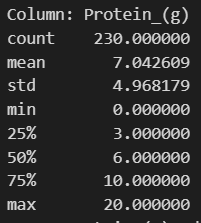 Column: Protein_(g)
count 230.000000
mean 7.042609
std 4.968179
min 0.000000
25% 3.000000
50% 6.000000
75% 10.000000
max 20.000000